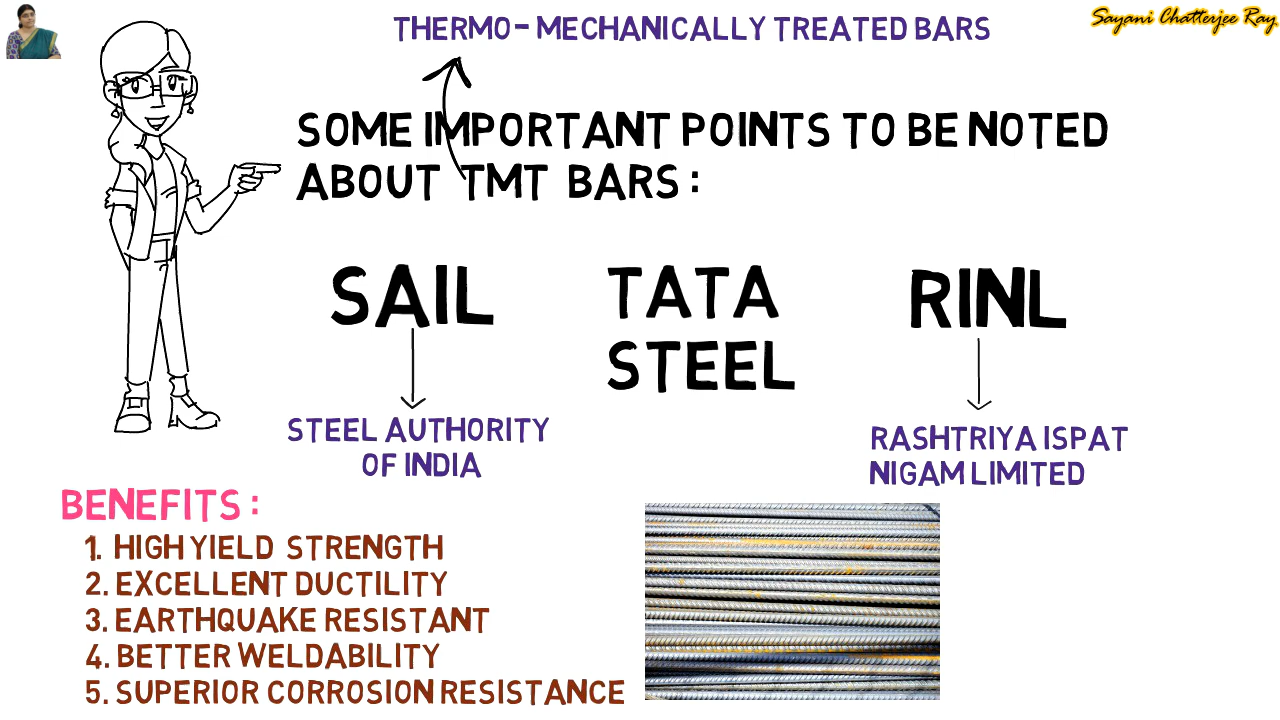 THERMO - MECHANICALLY TREATED BARS
Sayani Chatterjee Ray
SOME IMPORTANT POINTS TO BE NOTED
ABOUT TMT BARS :
SAIL
TATA
STEEL
RINL
STEEL AUTHORITY
OF INDIA
RASHTRIYA ISPAT
NIGAM LIMITED
BENEFITS :
1. HIGH YIELD STRENGTH
2. EXCELLENT DUCTILITY
3. EARTHQUAKE RESISTANT
4. BETTER WELDABILITY
5. SUPERIOR CORROSION RESISTANCE